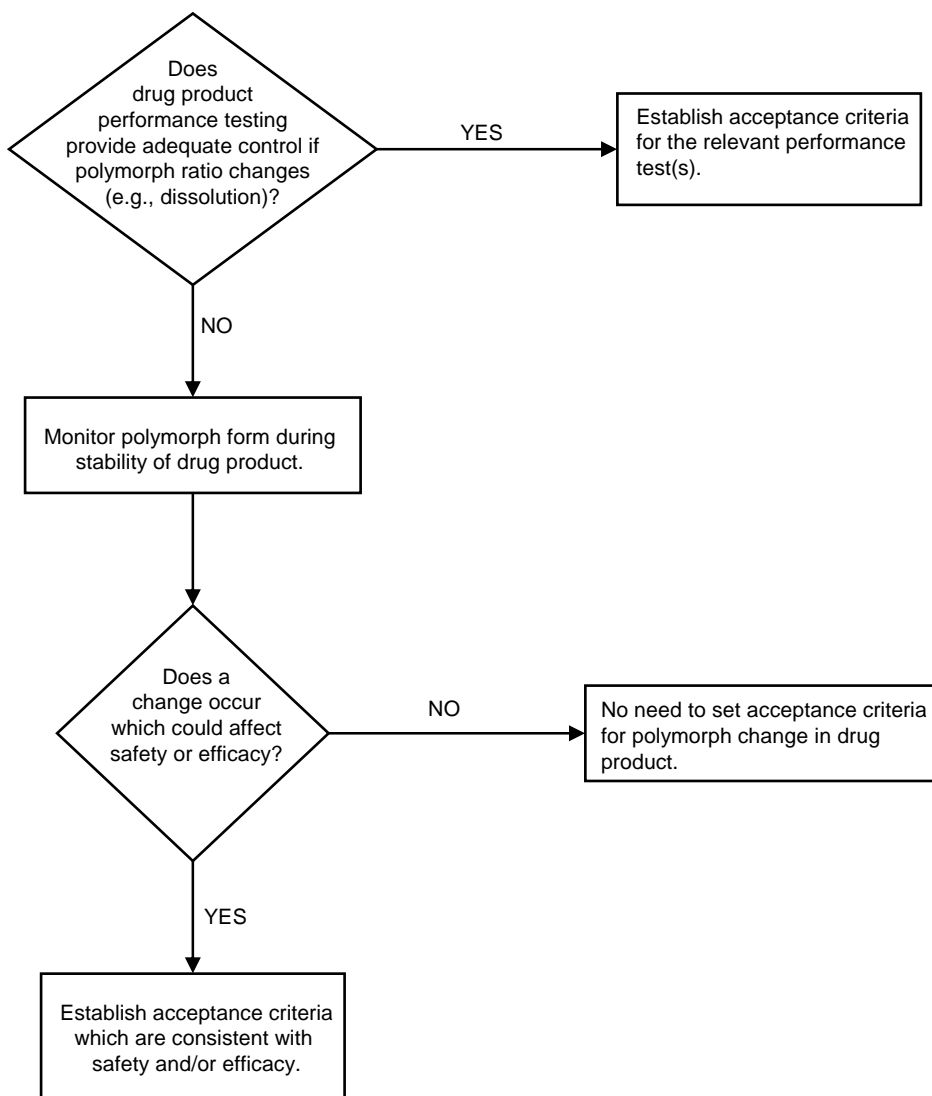 Does
drug product
performance testing
provide adequate control if
polymorph ratio changes
(e.g., dissolution)?
YES
Establish acceptance criteria
for the relevant performance
test(s).
NO
Monitor polymorph form during
stability of drug product.
Does a
change occur
which could affect
safety or efficacy?
NO
No need to set acceptance criteria
for polymorph change in drug
product.
YES
Establish acceptance criteria
which are consistent with
safety and/or efficacy.